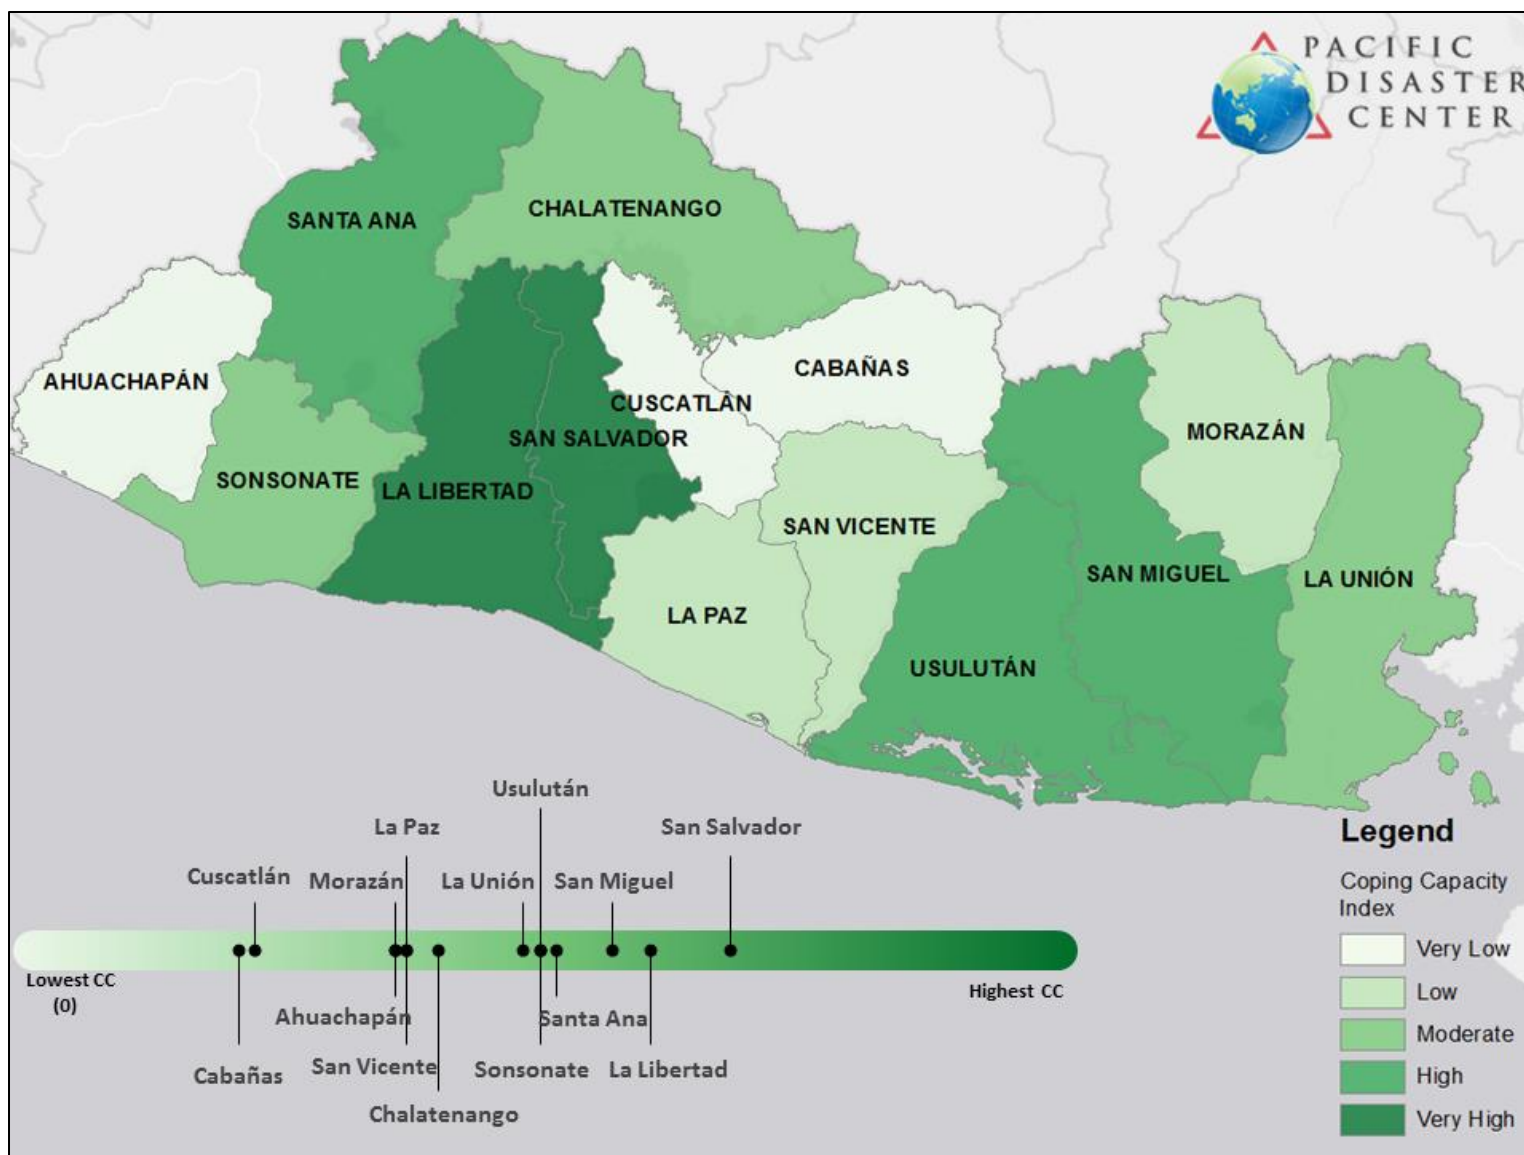 PACIFIC
DISASTER
CENTER
SANTA ANA
CHALATENANGO
AHUACHAPÁN
CABAÑAS
CUSCATLÁN
SAN SALVADOR
MORAZÁN
SONSONATE
LA LIBERTAD
SAN VICENTE
SAN MIGUEL
LA UNIÓN
LA PAZ
USULUTÁN
Usulután
La Paz
San Salvador
Cuscatlán
Morazán
La Unión
San Miguel
Lowest CC
(0)
Highest CC
Ahuachapán
Santa Ana
San Vicente
Sonsonate
La Libertad
Cabañas
Chalatenango
Legend
Coping Capacity
Index
Very Low
Low
Moderate
High
Very High